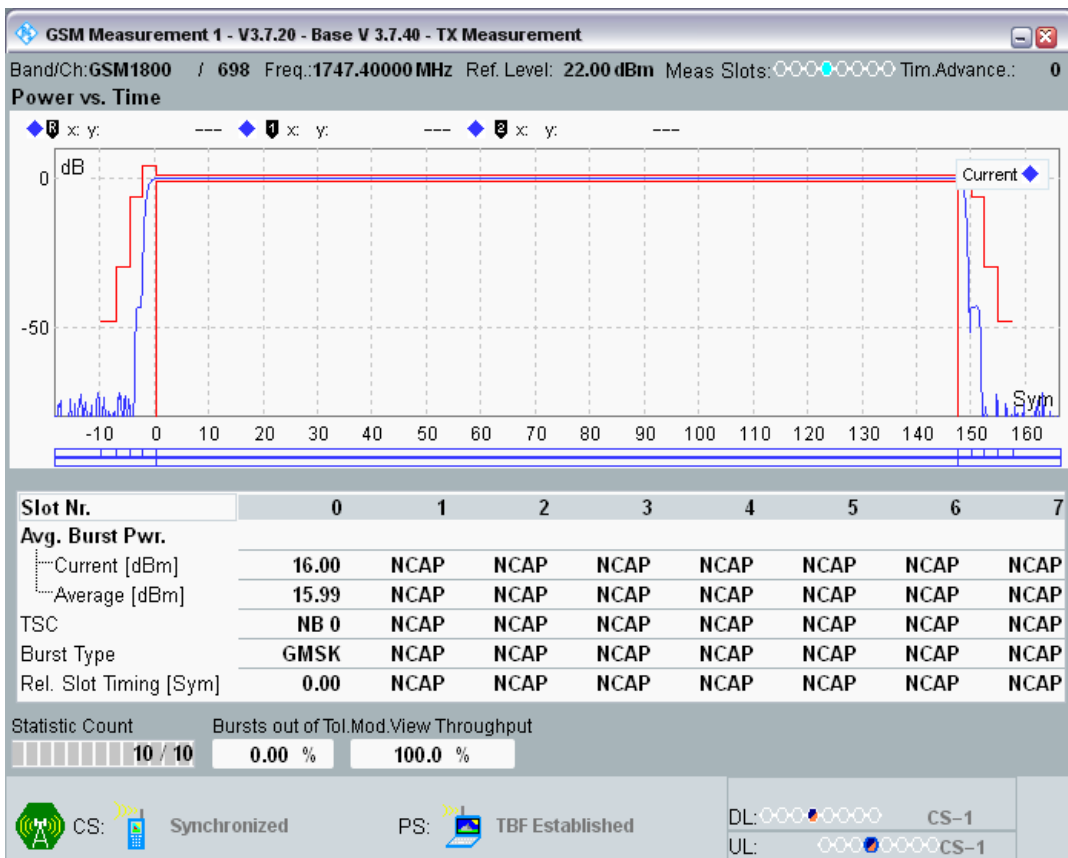 GSM Measurement 1 - V3.7.20 - Base V 3.7.40 - TX Measurement
Band/Ch:GSM1800 / 698 Freq.:1747.40000 MHz Ref. Level: 22.00 dBm Meas Slots: Tim.Advance.: 0
Power vs. Time
R x: y: --- 1 x: y: --- 2 x: y: ---
dB
0
Current
-50
Sym
-10 0 10 20 30 40 50 60 70 80 90 100 110 120 130 140 150 160
Slot Nr. 0 1 2 3 4 5 6 7
Avg. Burst Pwr.
Current [dBm] 16.00 NCAP NCAP NCAP NCAP NCAP NCAP NCAP
Average [dBm] 15.99 NCAP NCAP NCAP NCAP NCAP NCAP NCAP
TSC NB 0 NCAP NCAP NCAP NCAP NCAP NCAP NCAP
Burst Type GMSK NCAP NCAP NCAP NCAP NCAP NCAP NCAP
Rel. Slot Timing [Sym] 0.00 NCAP NCAP NCAP NCAP NCAP NCAP NCAP
Statistic Count Bursts out of Tol. Mod.View Throughput
10 / 10 0.00 % 100.0 %
CS: Synchronized PS: TBF Established DL: CS-1
UL: CS-1